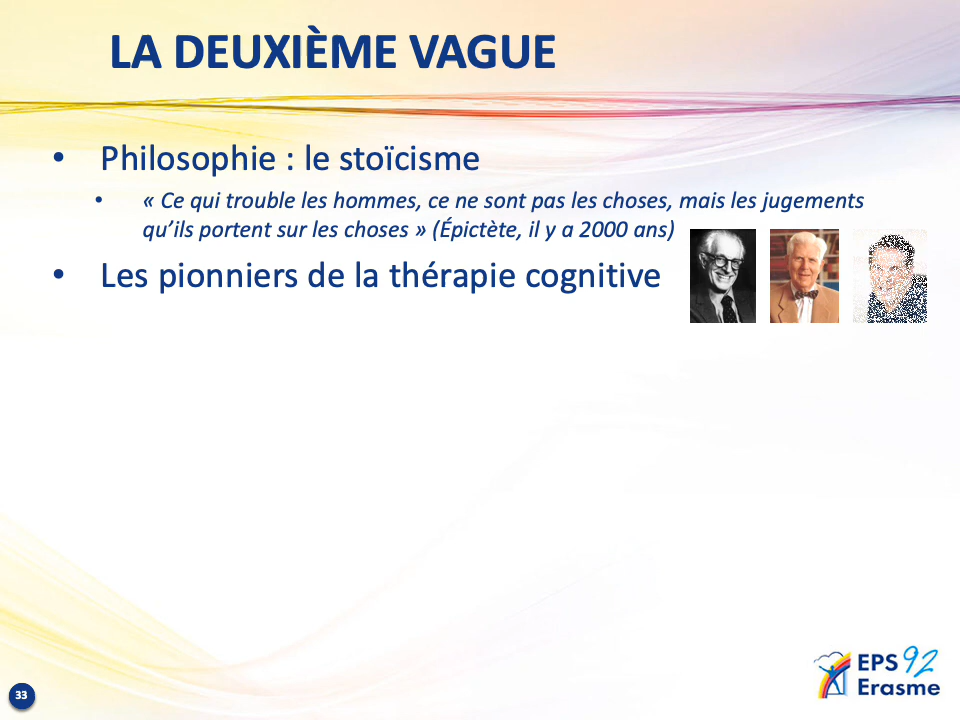 LA DEUXIÈME VAGUE
• Philosophie : le stoïcisme
• « Ce qui trouble les hommes, ce ne sont pas les choses, mais les jugements
qu’ils portent sur les choses » (Épictète, il y a 2000 ans)
• Les pionniers de la thérapie cognitive
33
EPS 92
Erasme